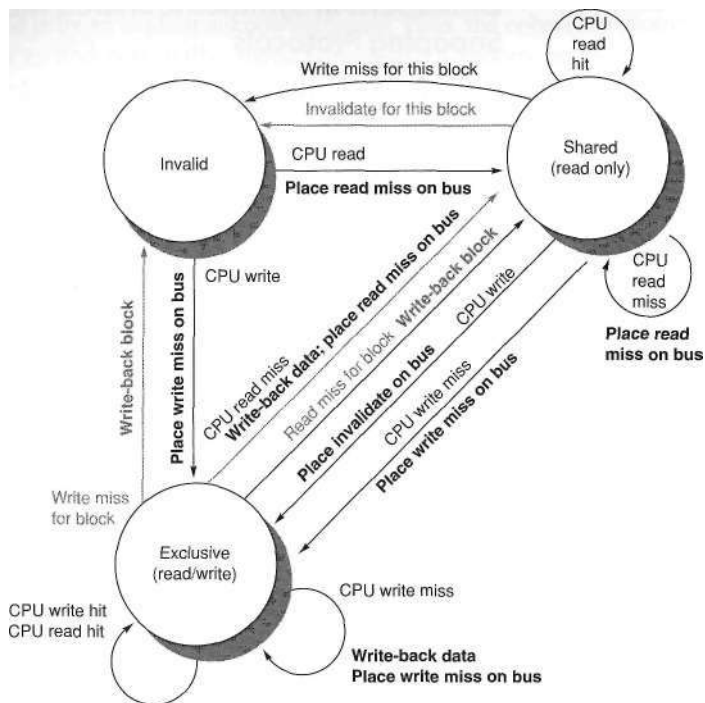 Snooping Protocols
CPU
read
hit
Write miss for this block
Invalidate for this block
Invalid
Shared
(read only)
CPU read
Place read miss on bus
CPU write
Place write miss on bus
Write-back block
CPU read miss
Write-back data; place read miss on bus
Read miss for block Write-back block
CPU write
Place invalidate on bus
CPU write miss
Place write miss on bus
CPU
read
miss
Place read
miss on bus
Write miss
for block
Exclusive
(read/write)
CPU write hit
CPU read hit
CPU write miss
Write-back data
Place write miss on bus